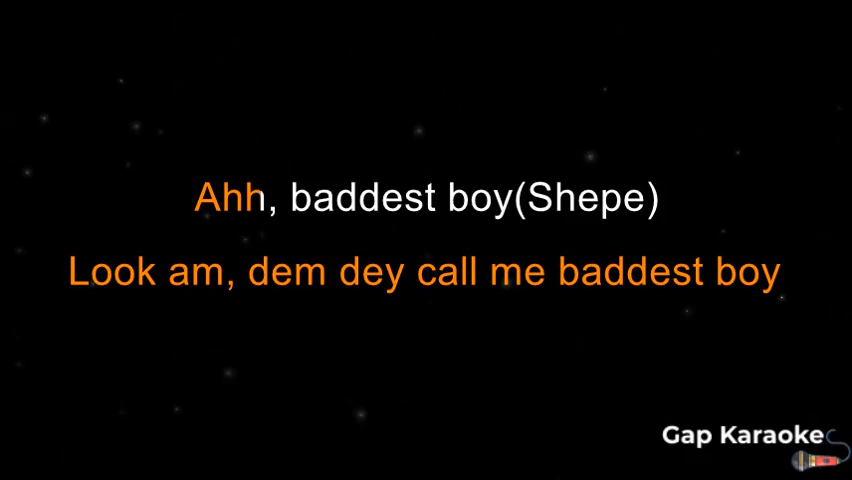 Ahh, baddest boy(Shepe)
Look am, dem dey call me baddest boy
Gap Karaoke